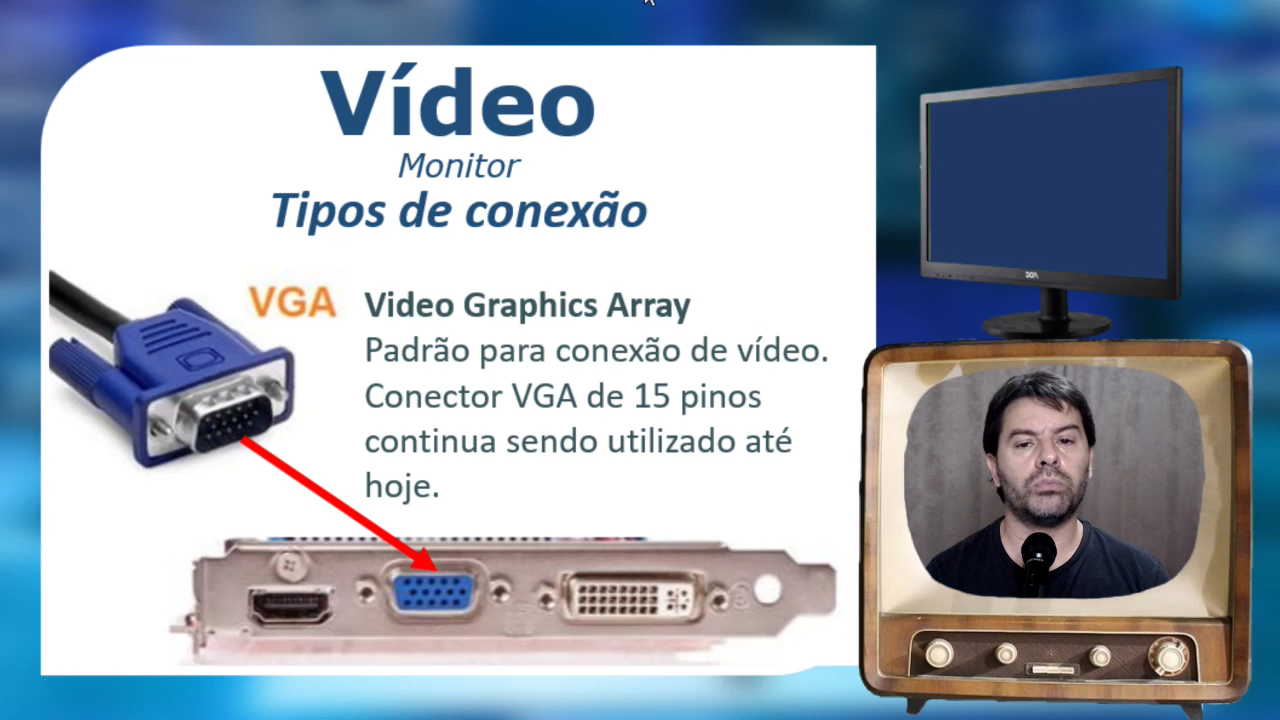 Vídeo
Monitor
Tipos de conexão
VGA
Video Graphics Array
Padrão para conexão de vídeo.
Conector VGA de 15 pinos
continua sendo utilizado até
hoje.